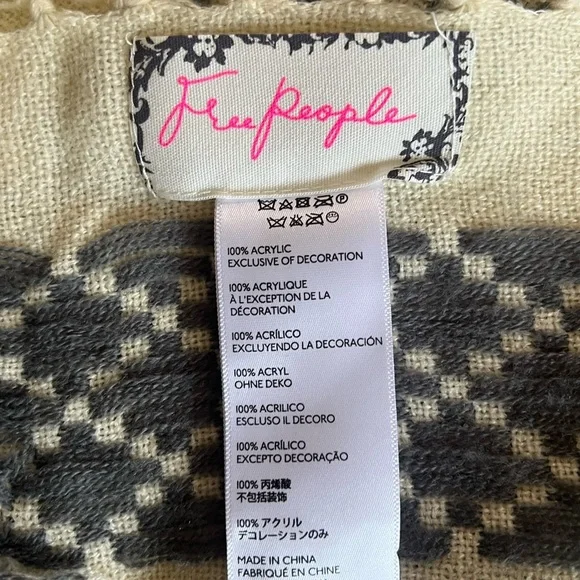 Free People
100% ACRYLIC
EXCLUSIVE OF DECORATION
100% ACRYLIQUE
À L'EXCEPTION DE LA
DÉCORATION
100% ACRÍLICO
EXCLUYENDO LA DECORACIÓN
100% ACRYL
OHNE DEKO
100% ACRILICO
ESCLUSO IL DECORO
100% ACRÍLICO
EXCEPTO DECORAÇÃO
100% 丙烯酸
不包括装饰
100% アクリル
デコレーションのみ
MADE IN CHINA
FABRIQUÉ EN CHINE